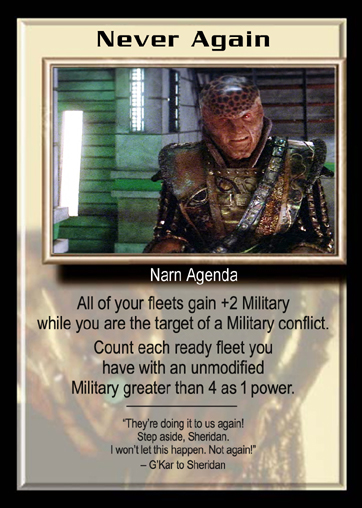 Never Again
Narn Agenda
All of your fleets gain +2 Military
while you are the target of a Military conflict.
Count each ready fleet you
have with an unmodified
Military greater than 4 as 1 power.
“They’re doing it to us again!
Step aside, Sheridan.
I won’t let this happen. Not again!”
– G’Kar to Sheridan